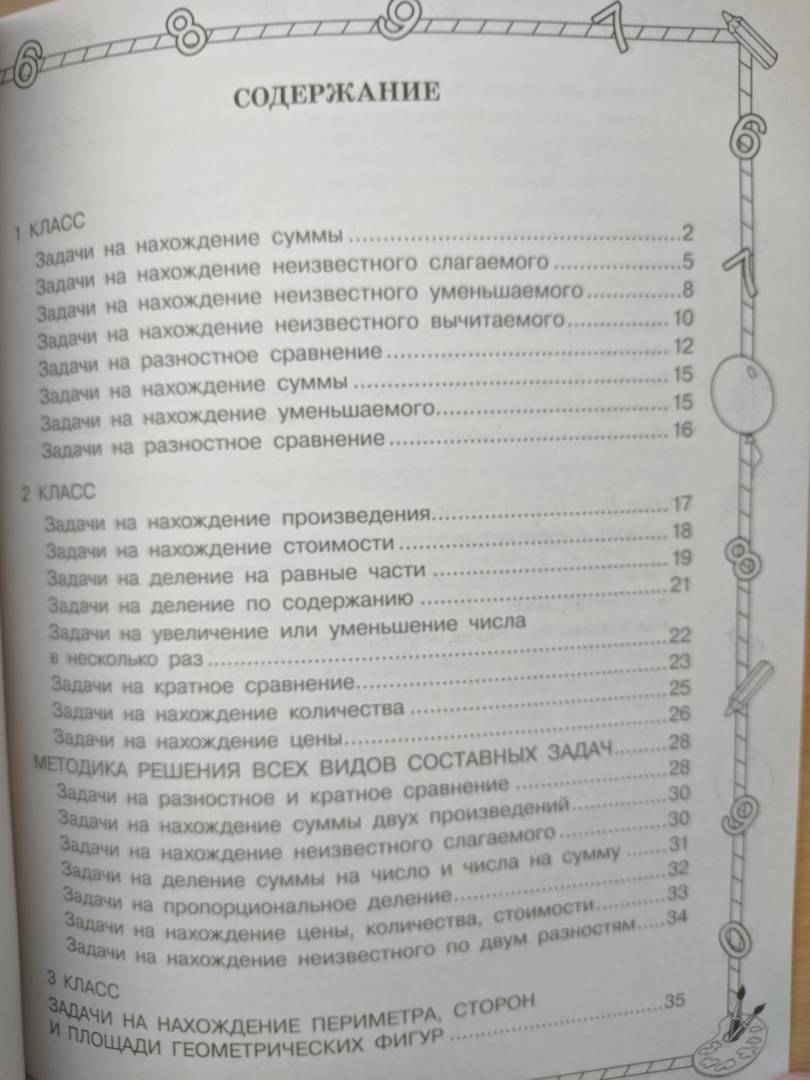 СОДЕРЖАНИЕ
1 КЛАСС
Задачи на нахождение суммы ........ 2
Задачи на нахождение неизвестного слагаемого ........ 5
Задачи на нахождение неизвестного уменьшаемого ........ 8
Задачи на нахождение неизвестного вычитаемого ........ 10
Задачи на разностное сравнение ........ 12
Задачи на нахождение суммы ........ 15
Задачи на нахождение уменьшаемого ........ 15
Задачи на разностное сравнение ........ 16
2 КЛАСС
Задачи на нахождение произведения ........ 17
Задачи на нахождение стоимости ........ 18
Задачи на деление на равные части ........ 19
Задачи на деление по содержанию ........ 21
Задачи на увеличение или уменьшение числа
в несколько раз ........ 22
Задачи на кратное сравнение ........ 23
Задачи на нахождение количества ........ 25
Задачи на нахождение цены ........ 26
МЕТОДИКА РЕШЕНИЯ ВСЕХ ВИДОВ СОСТАВНЫХ ЗАДАЧ ........ 28
Задачи на разностное и кратное сравнение ........ 28
Задачи на нахождение суммы двух произведений ........ 30
Задачи на нахождение неизвестного слагаемого ........ 30
Задачи на деление суммы на число и числа на сумму ........ 31
Задачи на пропорциональное деление ........ 32
Задачи на нахождение цены, количества, стоимости ........ 33
Задачи на нахождение неизвестного по двум разностям ........ 34
3 КЛАСС
ЗАДАЧИ НА НАХОЖДЕНИЕ ПЕРИМЕТРА, СТОРОН
И ПЛОЩАДИ ГЕОМЕТРИЧЕСКИХ ФИГУР ........ 35